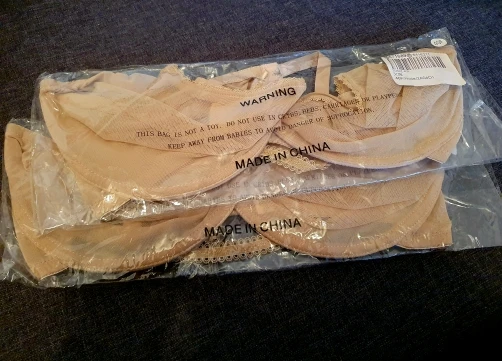 WARNING
THIS BAG IS NOT A TOY. DO NOT USE IN CRIBS, BEDS, CARRIAGES OR PLAYPENS
KEEP AWAY FROM BABIES TO AVOID DANGER OF SUFFOCATION.
MADE IN CHINA
MADE IN CHINA